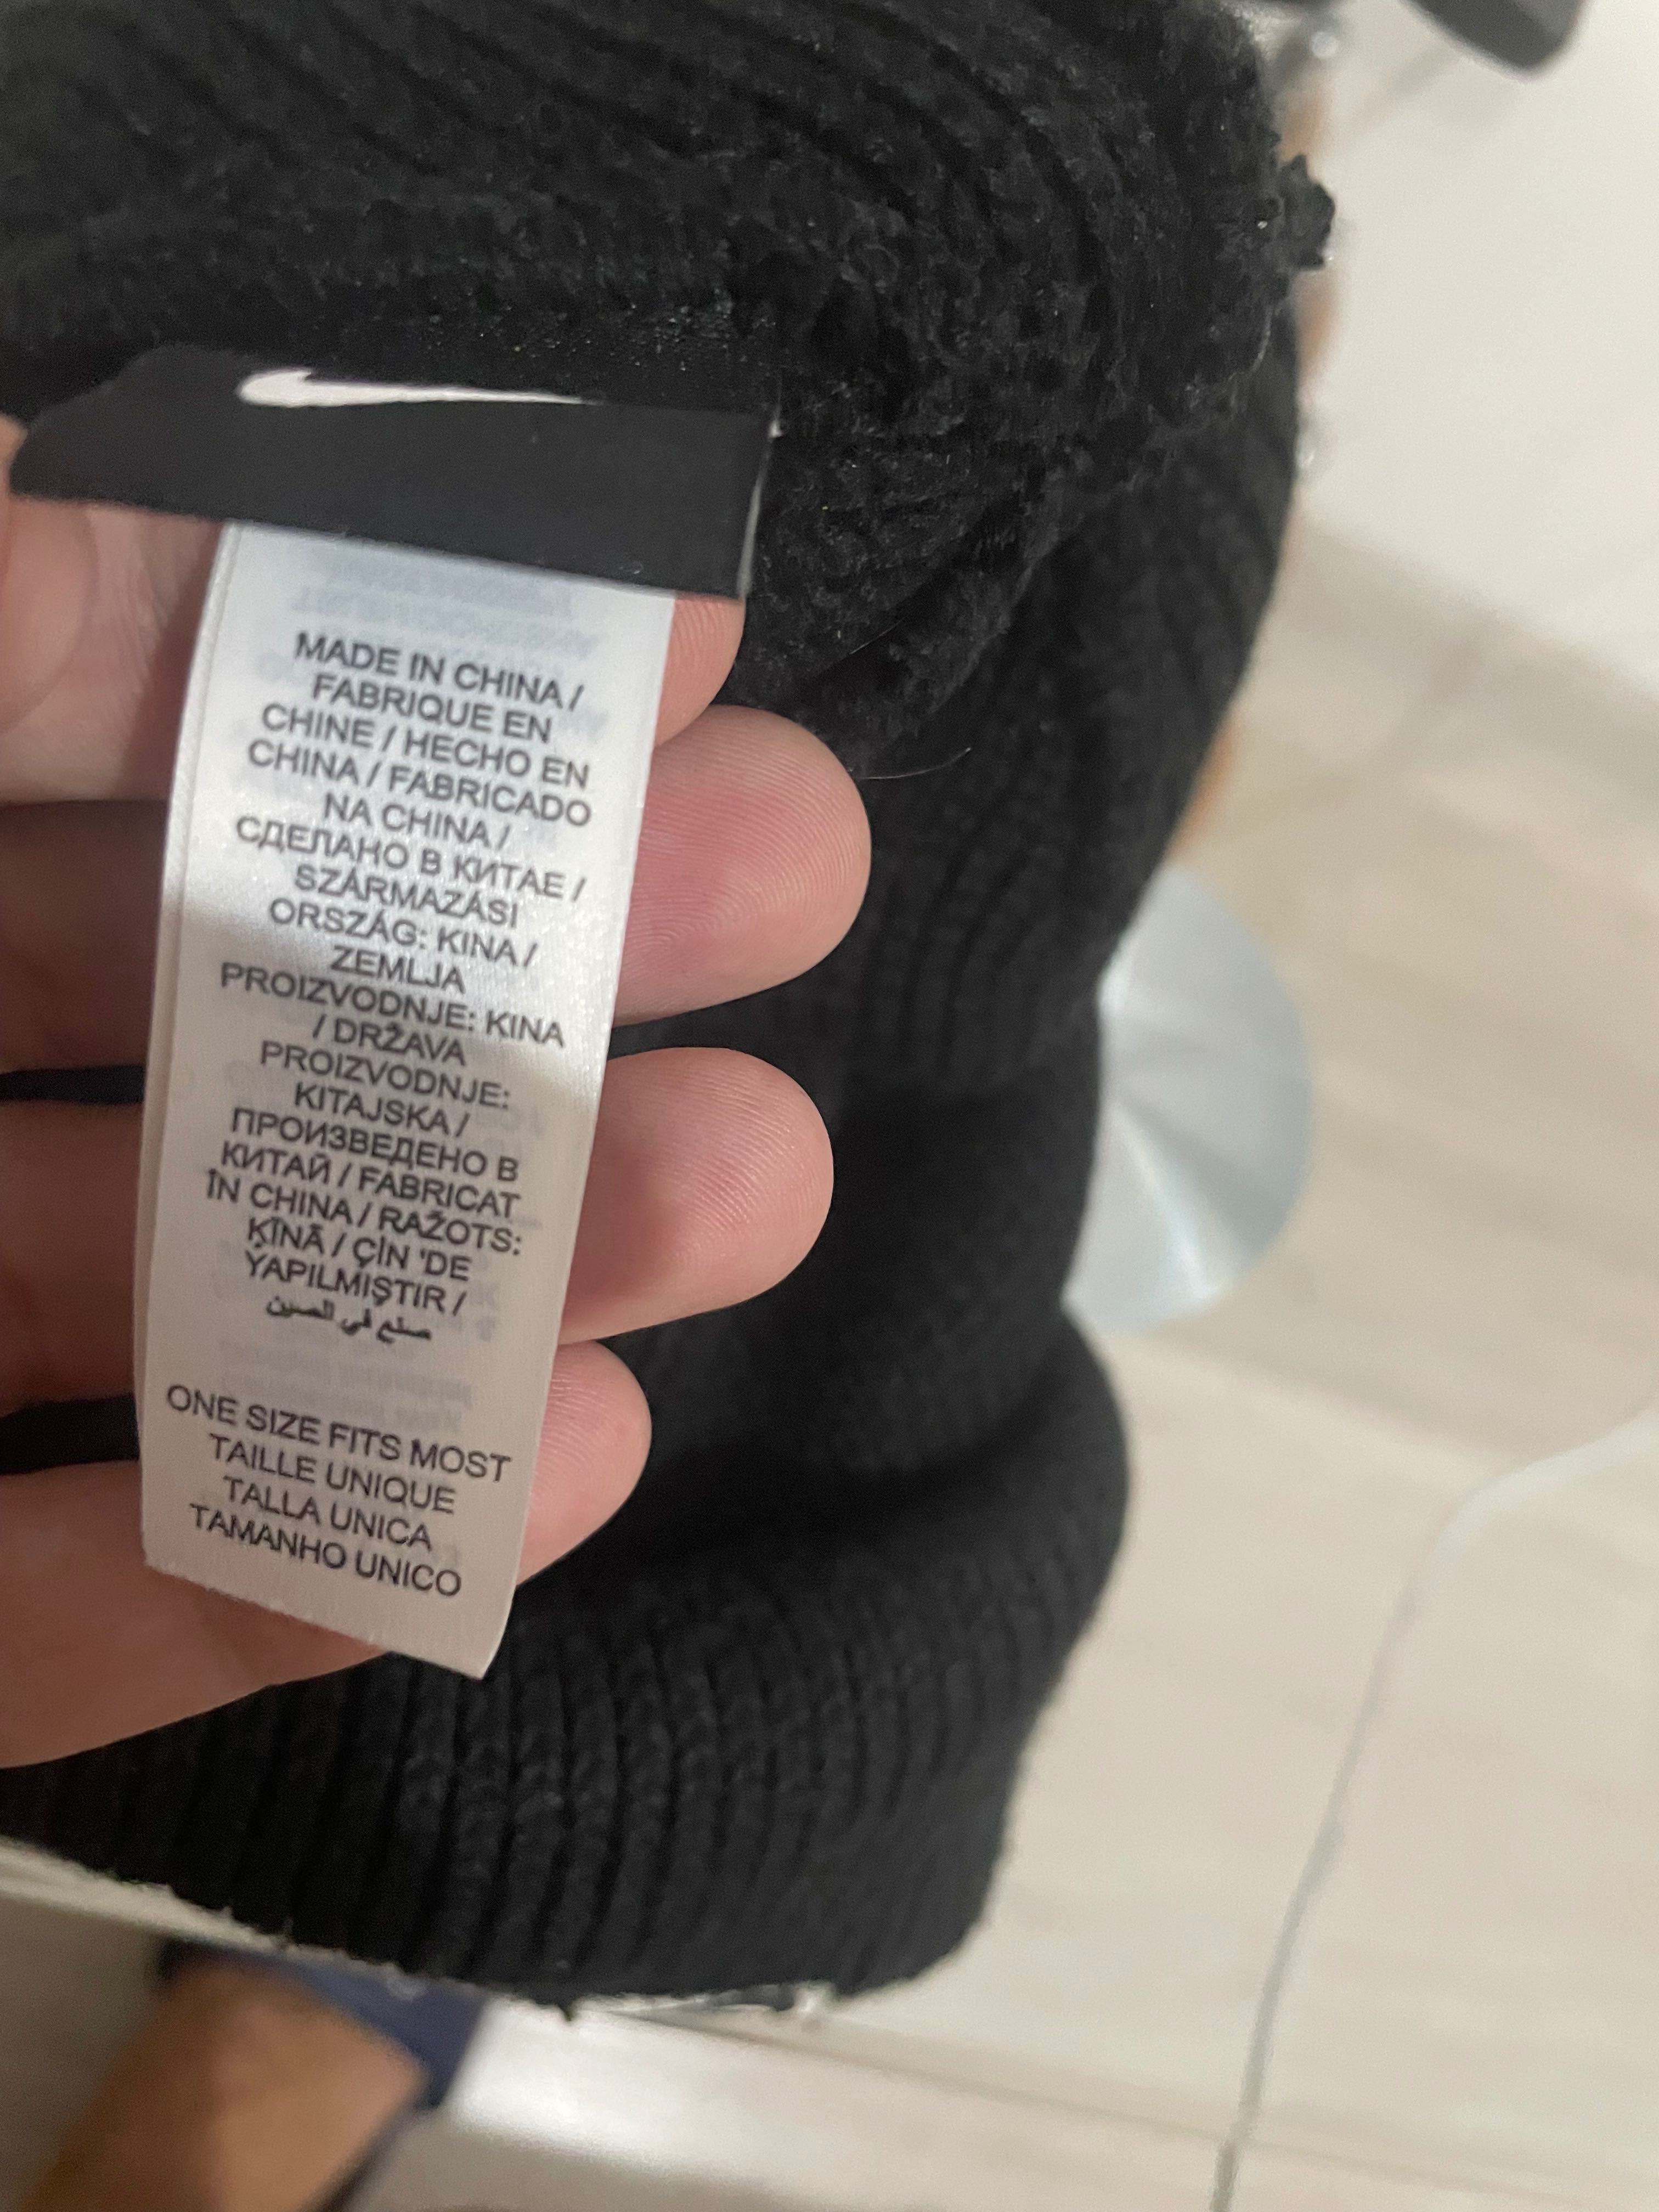 MADE IN CHINA /
FABRIQUE EN
CHINE / HECHO EN
CHINA / FABRICADO
NA CHINA /
СДЕЛАНО В КИТАЕ /
SZÁRMAZÁSI
ORSZÁG: KINA /
ZEMLJA
PROIZVODNJE: KINA
/ DRŽAVA
PROIZVODNJE:
KITAJSKA /
ПРОИЗВЕДЕНО В
КИТАЙ / FABRICAT
ÎN CHINA / RAŽOTS:
ĶĪNĀ / ÇİN 'DE
YAPILMIŞTIR /
صنع في الصين
ONE SIZE FITS MOST
TAILLE UNIQUE
TALLA UNICA
TAMANHO UNICO